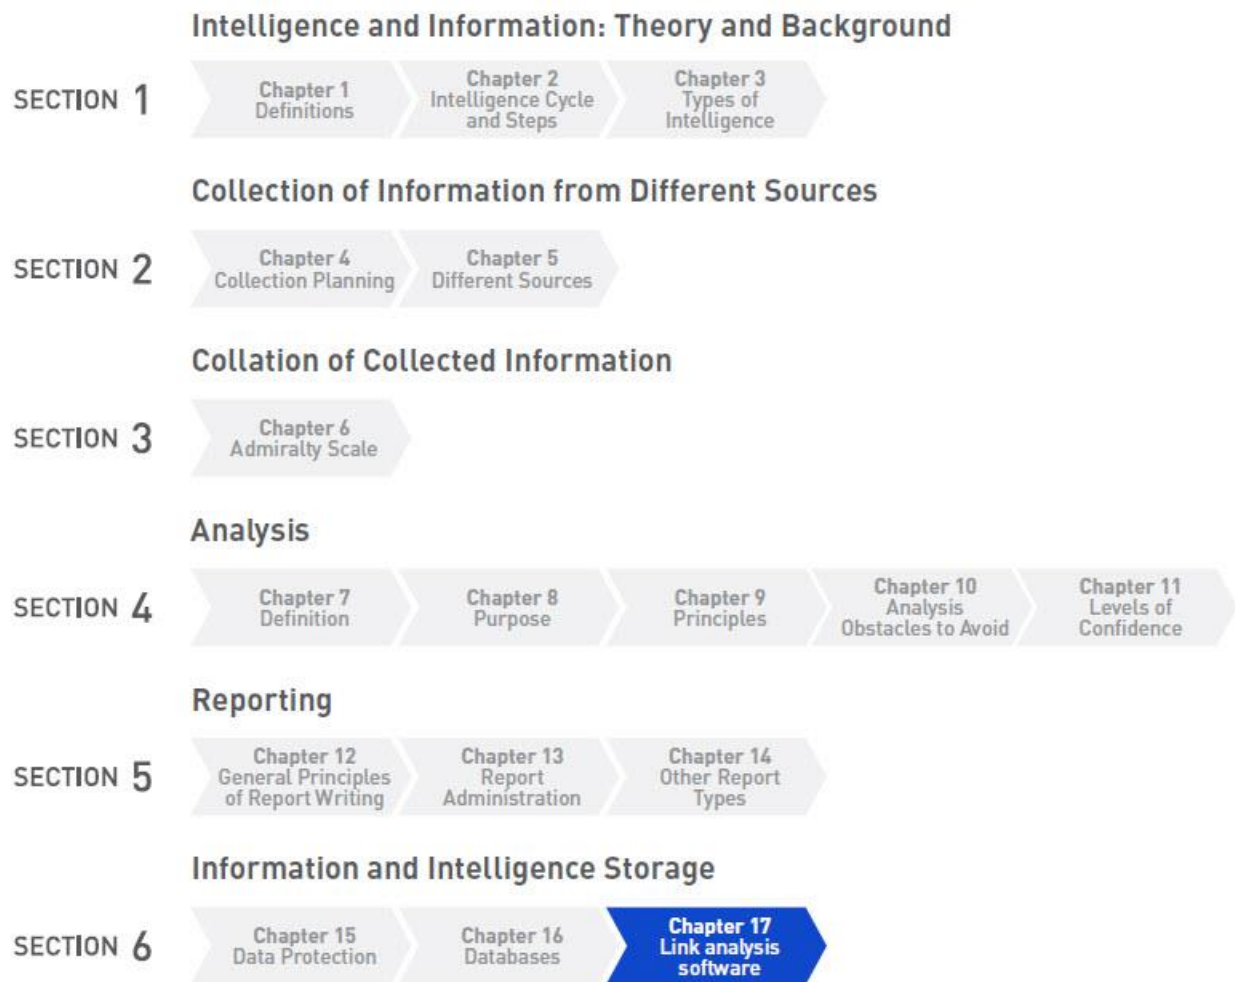 Intelligence and Information: Theory and Background
SECTION 1
Chapter 1
Definitions
Chapter 2
Intelligence Cycle
and Steps
Chapter 3
Types of
Intelligence
Collection of Information from Different Sources
SECTION 2
Chapter 4
Collection Planning
Chapter 5
Different Sources
Collation of Collected Information
SECTION 3
Chapter 6
Admiralty Scale
Analysis
SECTION 4
Chapter 7
Definition
Chapter 8
Purpose
Chapter 9
Principles
Chapter 10
Analysis
Obstacles to Avoid
Chapter 11
Levels of
Confidence
Reporting
SECTION 5
Chapter 12
General Principles
of Report Writing
Chapter 13
Report
Administration
Chapter 14
Other Report
Types
Information and Intelligence Storage
SECTION 6
Chapter 15
Data Protection
Chapter 16
Databases
Chapter 17
Link analysis
software